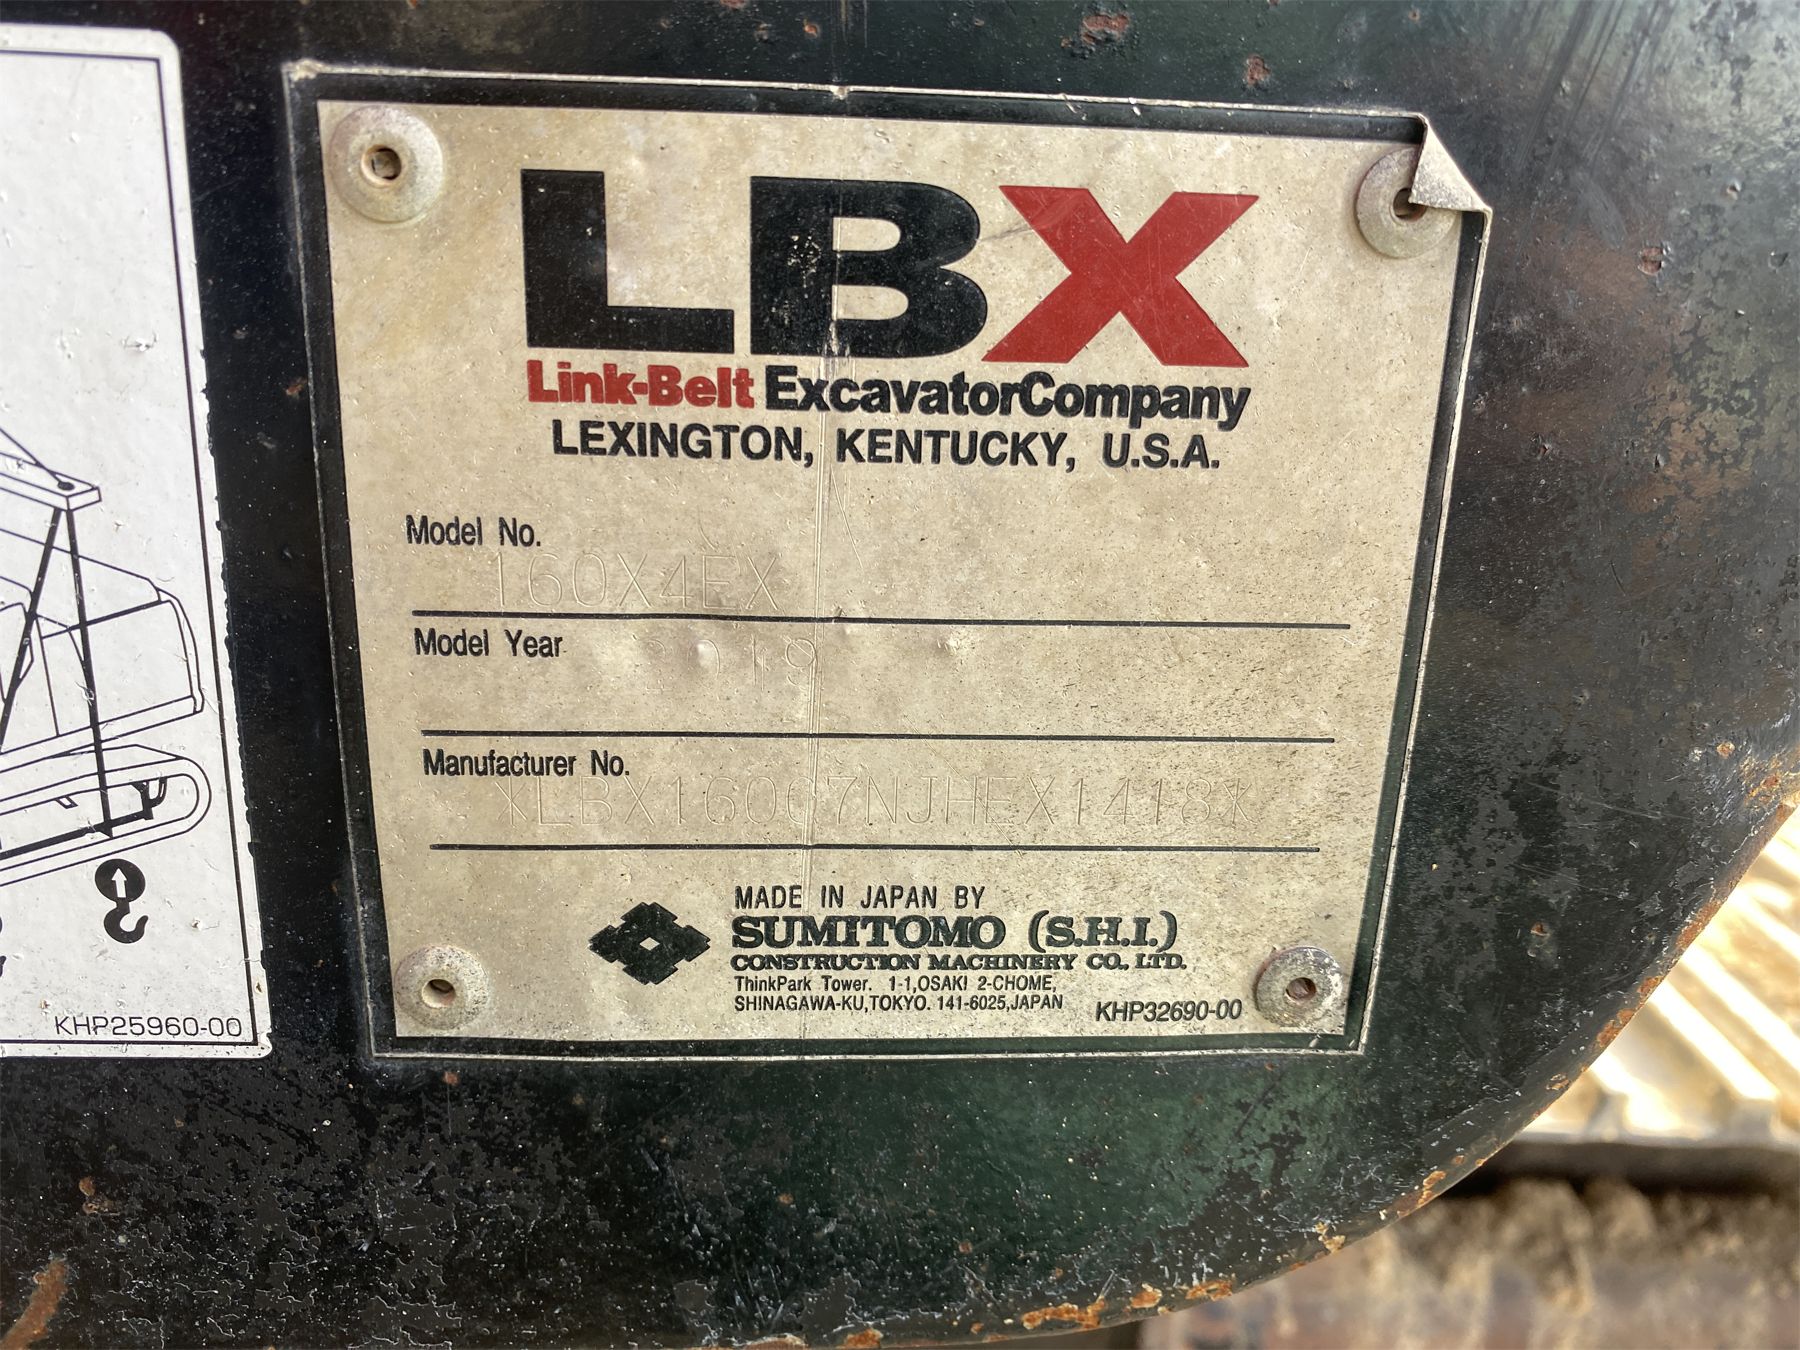 LBX
Link-Belt ExcavatorCompany
LEXINGTON, KENTUCKY, U.S.A.
Model No.
160X4EX
Model Year
2019
Manufacturer No.
*LBX160Q7NJHEX1418*
MADE IN JAPAN BY
SUMITOMO (S.H.I.)
CONSTRUCTION MACHINERY CO., LTD.
ThinkPark Tower. 1-1,OSAKI 2-CHOME,
SHINAGAWA-KU,TOKYO. 141-6025,JAPAN
KHP32690-00
KHP25960-00